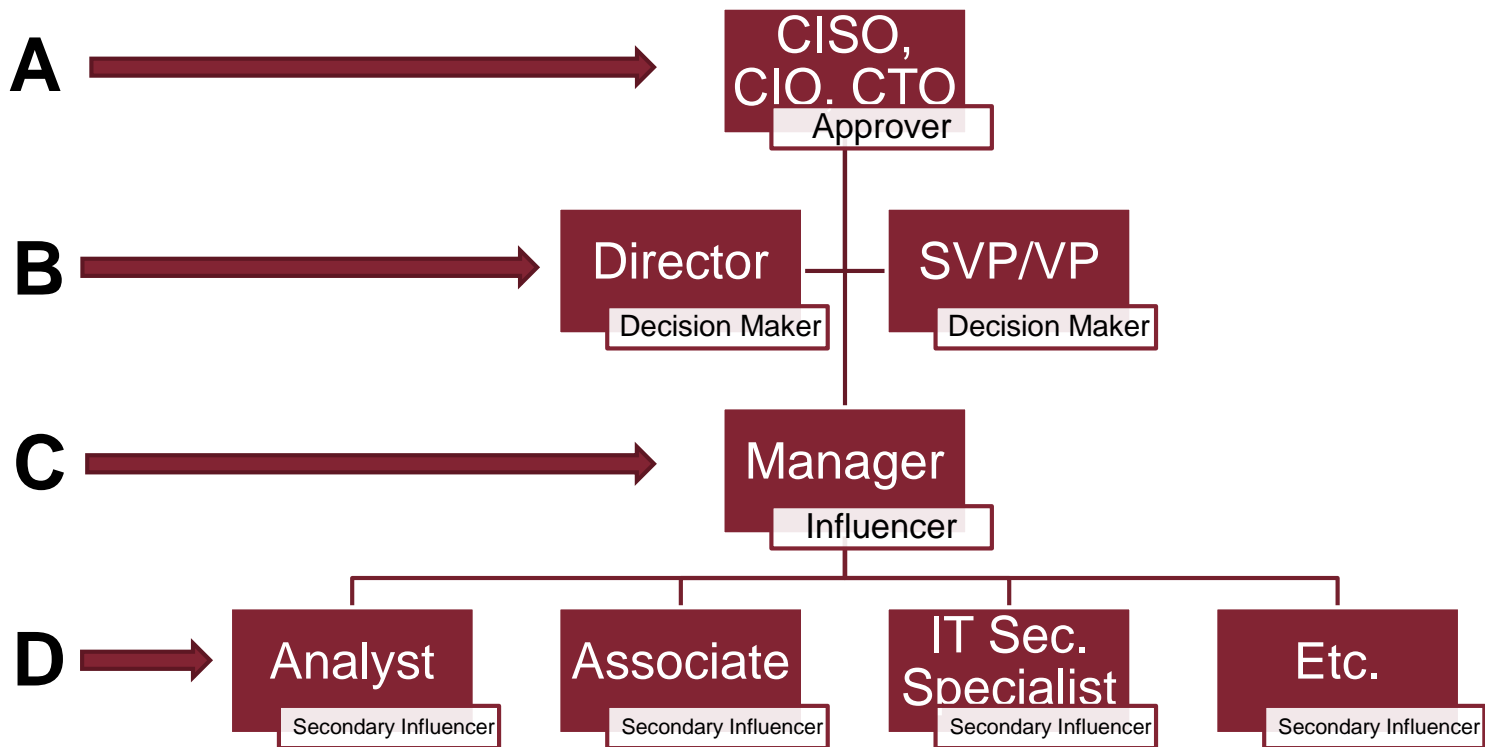 A
CISO,
CIO. CTO
Approver
B
Director
Decision Maker
SVP/VP
Decision Maker
C
Manager
Influencer
D
Analyst
Secondary Influencer
Associate
Secondary Influencer
IT Sec.
Specialist
Secondary Influencer
Etc.
Secondary Influencer